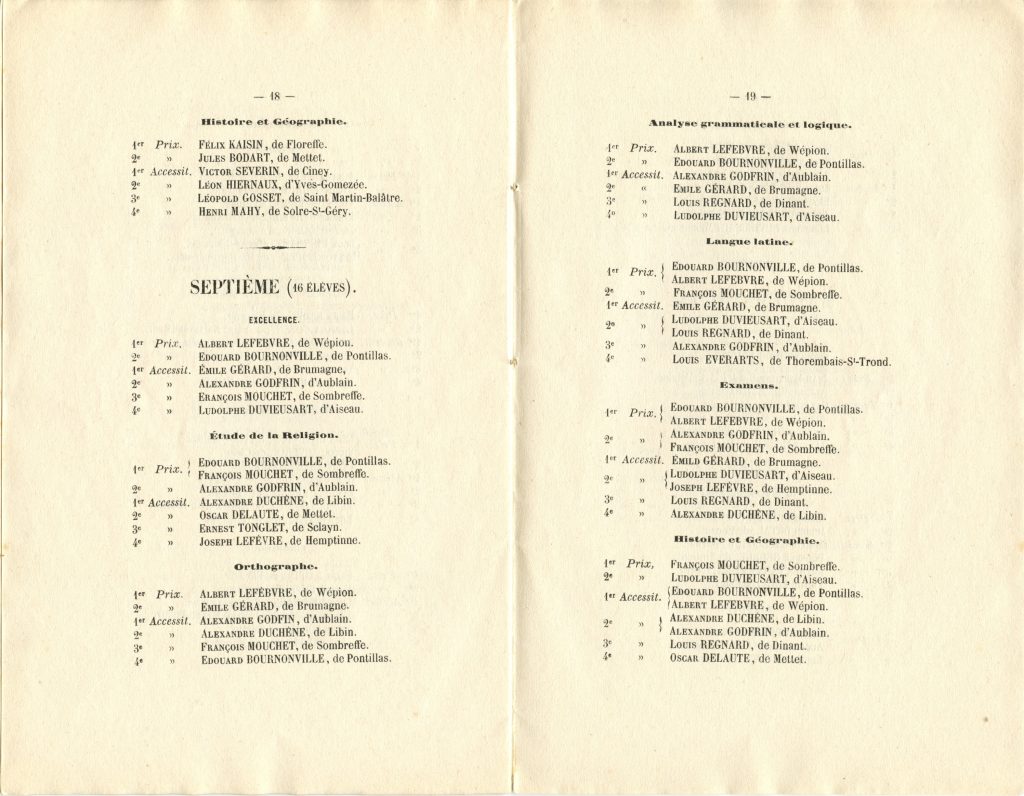 — 18 —
Histoire et Géographie.
1er Prix. FÉLIX KAISIN, de Floreffe.
2e » JULES BODART, de Mettet.
1er Accessit. VICTOR SEVERIN, de Ciney.
2e » LÉON HIERNAUX, d'Yves-Gomezée.
3e » LÉOPOLD GOSSET, de Saint Martin-Balâtre.
4e » HENRI MAHY, de Solre-St-Géry.
SEPTIÈME (16 ÉLÈVES).
EXCELLENCE.
1er Prix. ALBERT LEFEBVRE, de Wépion.
2e » EDOUARD BOURNONVILLE, de Pontillas.
1er Accessit. ÉMILE GÉRARD, de Brumagne,
2e » ALEXANDRE GODFRIN, d'Aublain.
3e » FRANÇOIS MOUCHET, de Sombreffe.
4e » LUDOLPHE DUVIEUSART, d'Aiseau.
Étude de la Religion.
1er Prix. EDOUARD BOURNONVILLE, de Pontillas.
FRANÇOIS MOUCHET, de Sombreffe.
2e » ALEXANDRE GODFRIN, d'Aublain.
1er Accessit. ALEXANDRE DUCHÊNE, de Libin.
2e » OSCAR DELAUTE, de Mettet.
3e » ERNEST TONGLET, de Sclayn.
4e » JOSEPH LEFÈVRE, de Hemptinne.
Orthographe.
1er Prix. ALBERT LEFÉBVRE, de Wépion.
2e » EMILE GÉRARD, de Brumagne.
1er Accessit. ALEXANDRE GODFIN, d'Aublain.
2e » ALEXANDRE DUCHÊNE, de Libin.
3e » FRANÇOIS MOUCHET, de Sombreffe.
4e » EDOUARD BOURNONVILLE, de Pontillas.
— 19 —
Analyse grammaticale et logique.
1er Prix. ALBERT LEFEBVRE, de Wépion.
2e » EDOUARD BOURNONVILLE, de Pontillas.
1er Accessit. ALEXANDRE GODFRIN, d'Aublain.
2e « EMILE GÉRARD, de Brumagne.
3e » LOUIS REGNARD, de Dinant.
4e » LUDOLPHE DUVIEUSART, d'Aiseau.
Langue latine.
1er Prix. EDOUARD BOURNONVILLE, de Pontillas.
ALBERT LEFEBVRE, de Wépion.
2e » FRANÇOIS MOUCHET, de Sombreffe.
1er Accessit. EMILE GÉRARD, de Brumagne.
2e » LUDOLPHE DUVIEUSART, d'Aiseau.
LOUIS REGNARD, de Dinant.
3e » ALEXANDRE GODFRIN, d'Aublain.
4e » LOUIS EVERARTS, de Thorembais-St-Trond.
Examens.
1er Prix. EDOUARD BOURNONVILLE, de Pontillas.
ALBERT LEFEBVRE, de Wépion.
2e » ALEXANDRE GODFRIN, d'Aublain.
FRANÇOIS MOUCHET, de Sombreffe.
1er Accessit. ÉMILD GÉRARD, de Brumagne.
2e » LUDOLPHE DUVIEUSART, d'Aiseau.
JOSEPH LEFÈVRE, de Hemptinne.
3e » LOUIS REGNARD, de Dinant.
4e » ALEXANDRE DUCHÊNE, de Libin.
Histoire et Géographie.
1er Prix, FRANÇOIS MOUCHET, de Sombreffe.
2e » LUDOLPHE DUVIEUSART, d'Aiseau.
1er Accessit. EDOUARD BOURNONVILLE, de Pontillas.
ALBERT LEFEBVRE, de Wépion.
2e » ALEXANDRE DUCHÊNE, de Libin.
ALEXANDRE GODFRIN, d'Aublain.
3e » LOUIS REGNARD, de Dinant.
4e » OSCAR DELAUTE, de Mettet.